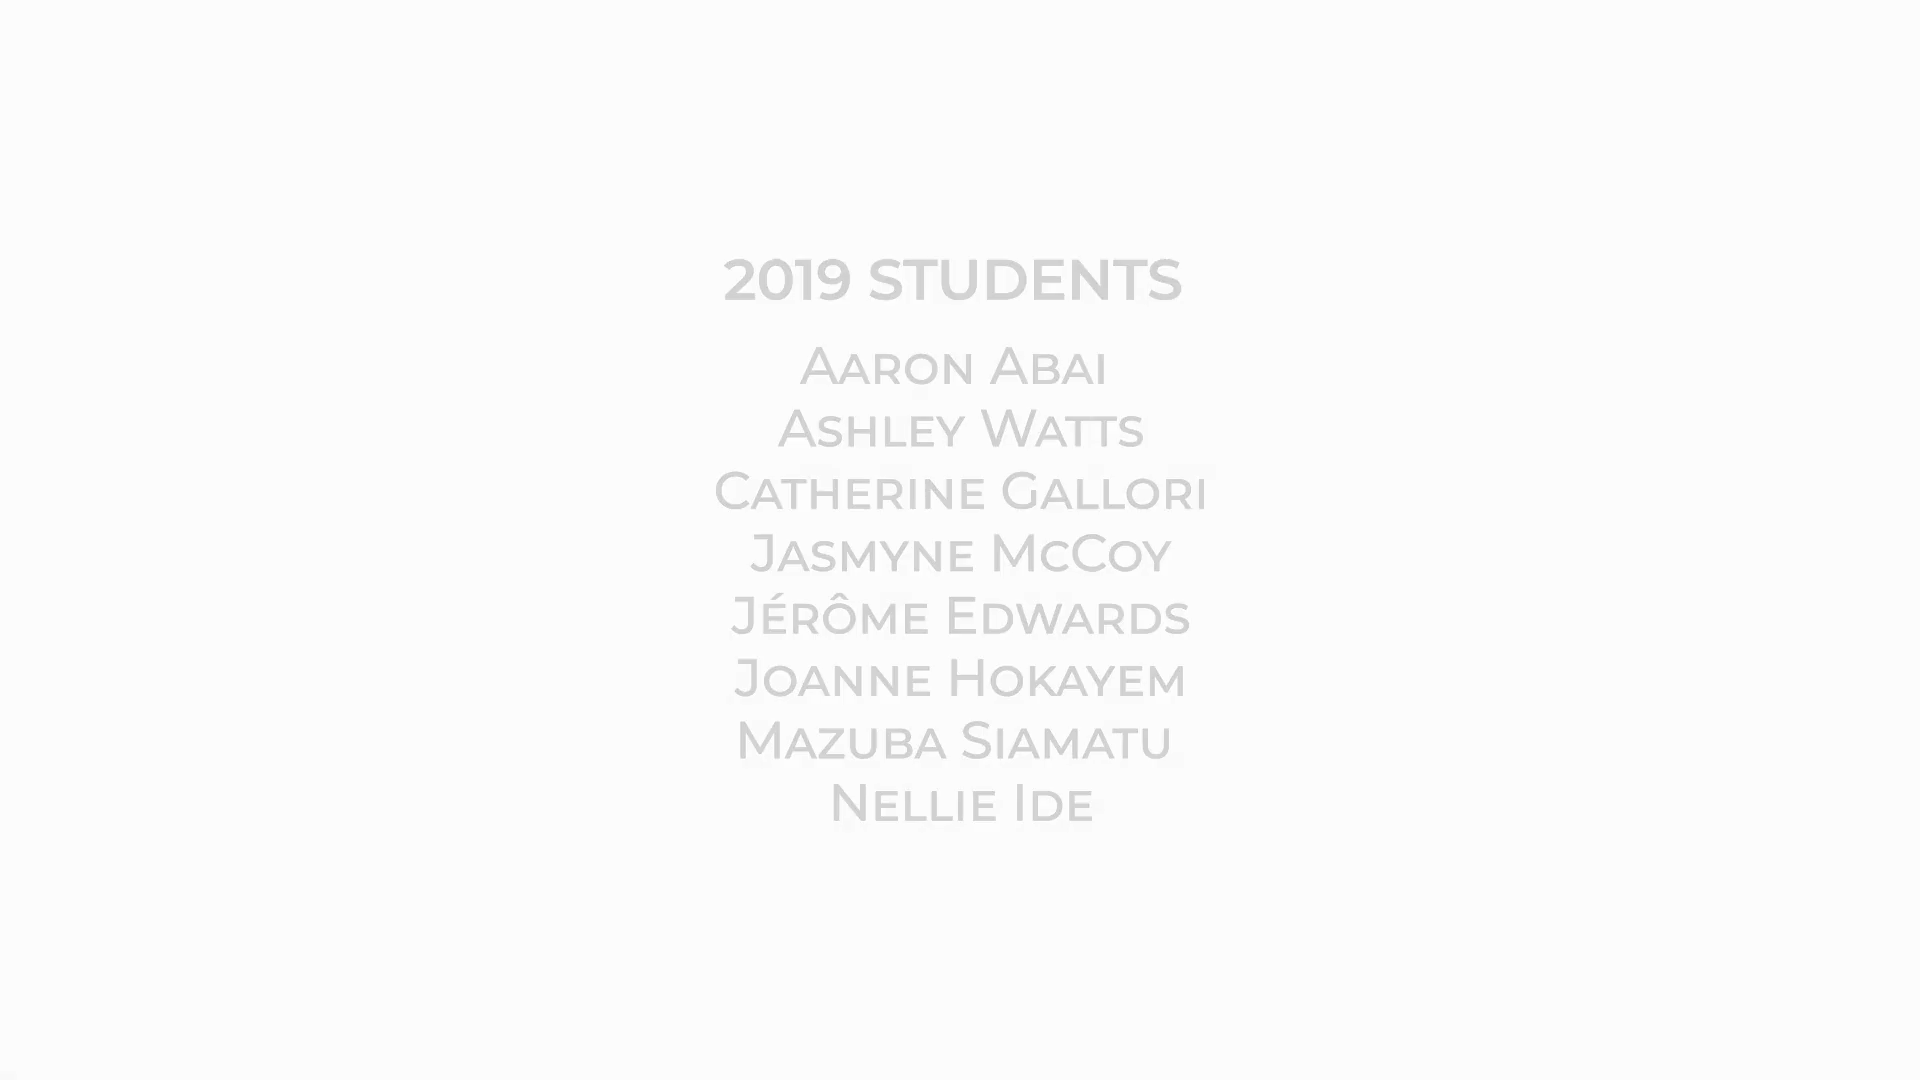 2019 STUDENTS
Aaron Abai
Ashley Watts
Catherine Gallori
Jasmyne McCoy
Jérôme Edwards
Joanne Hokayem
Mazuba Siamatu
Nellie Ide